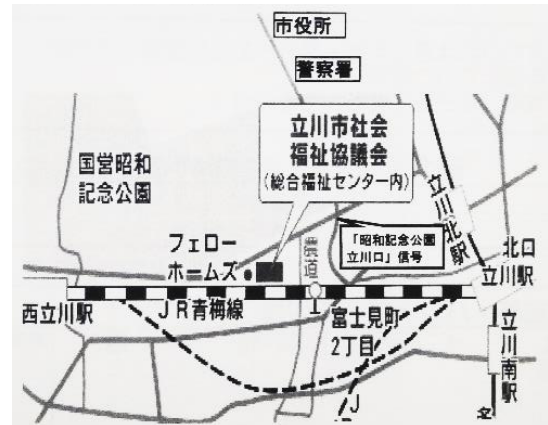 市役所
警察署
立川市社会
福祉協議会
(総合福祉センター内)
国営昭和
記念公園
立川北駅
フェロー
ホームズ
農道
「昭和記念公園
立川口」信号
北口
立川駅
西立川駅
JR青梅線
富士見町
2丁目
立川南駅
J